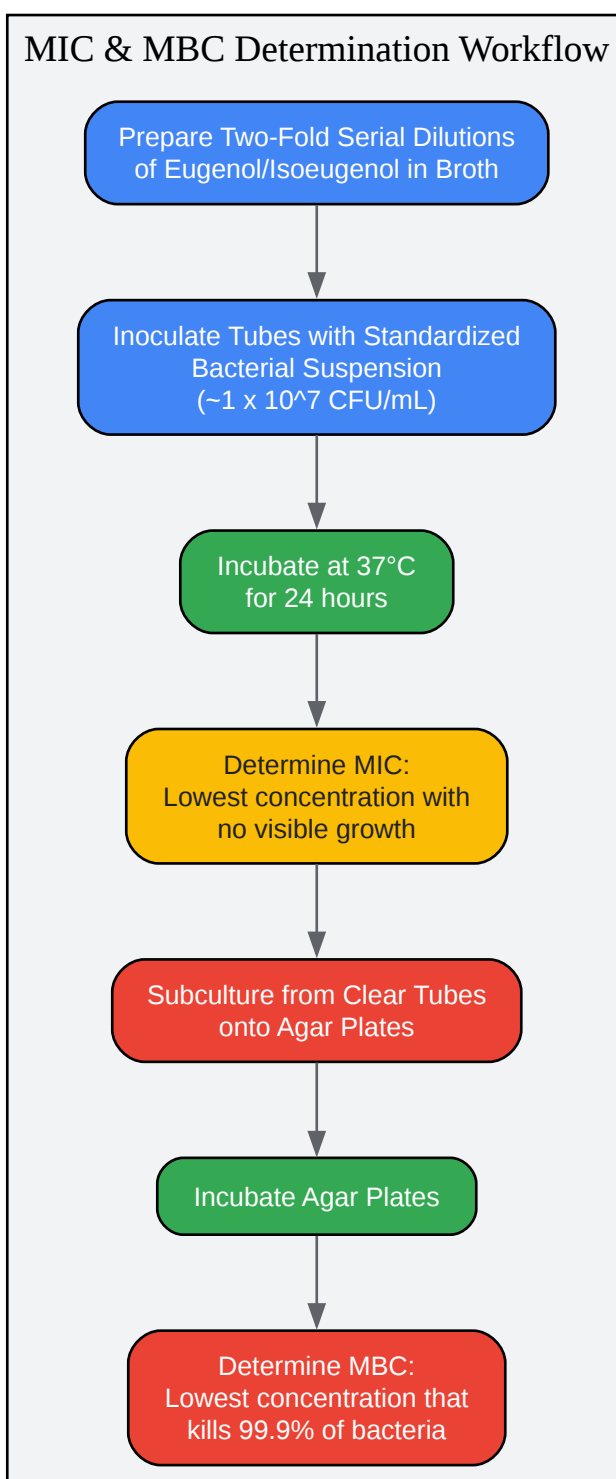 MIC & MBC Determination Workflow
Prepare Two-Fold Serial Dilutions
of Eugenol/Isoeugenol in Broth
Inoculate Tubes with Standardized
Bacterial Suspension
(~1 x 10^7 CFU/mL)
Incubate at 37°C
for 24 hours
Determine MIC:
Lowest concentration with
no visible growth
Subculture from Clear Tubes
onto Agar Plates
Incubate Agar Plates
Determine MBC:
Lowest concentration that
kills 99.9% of bacteria